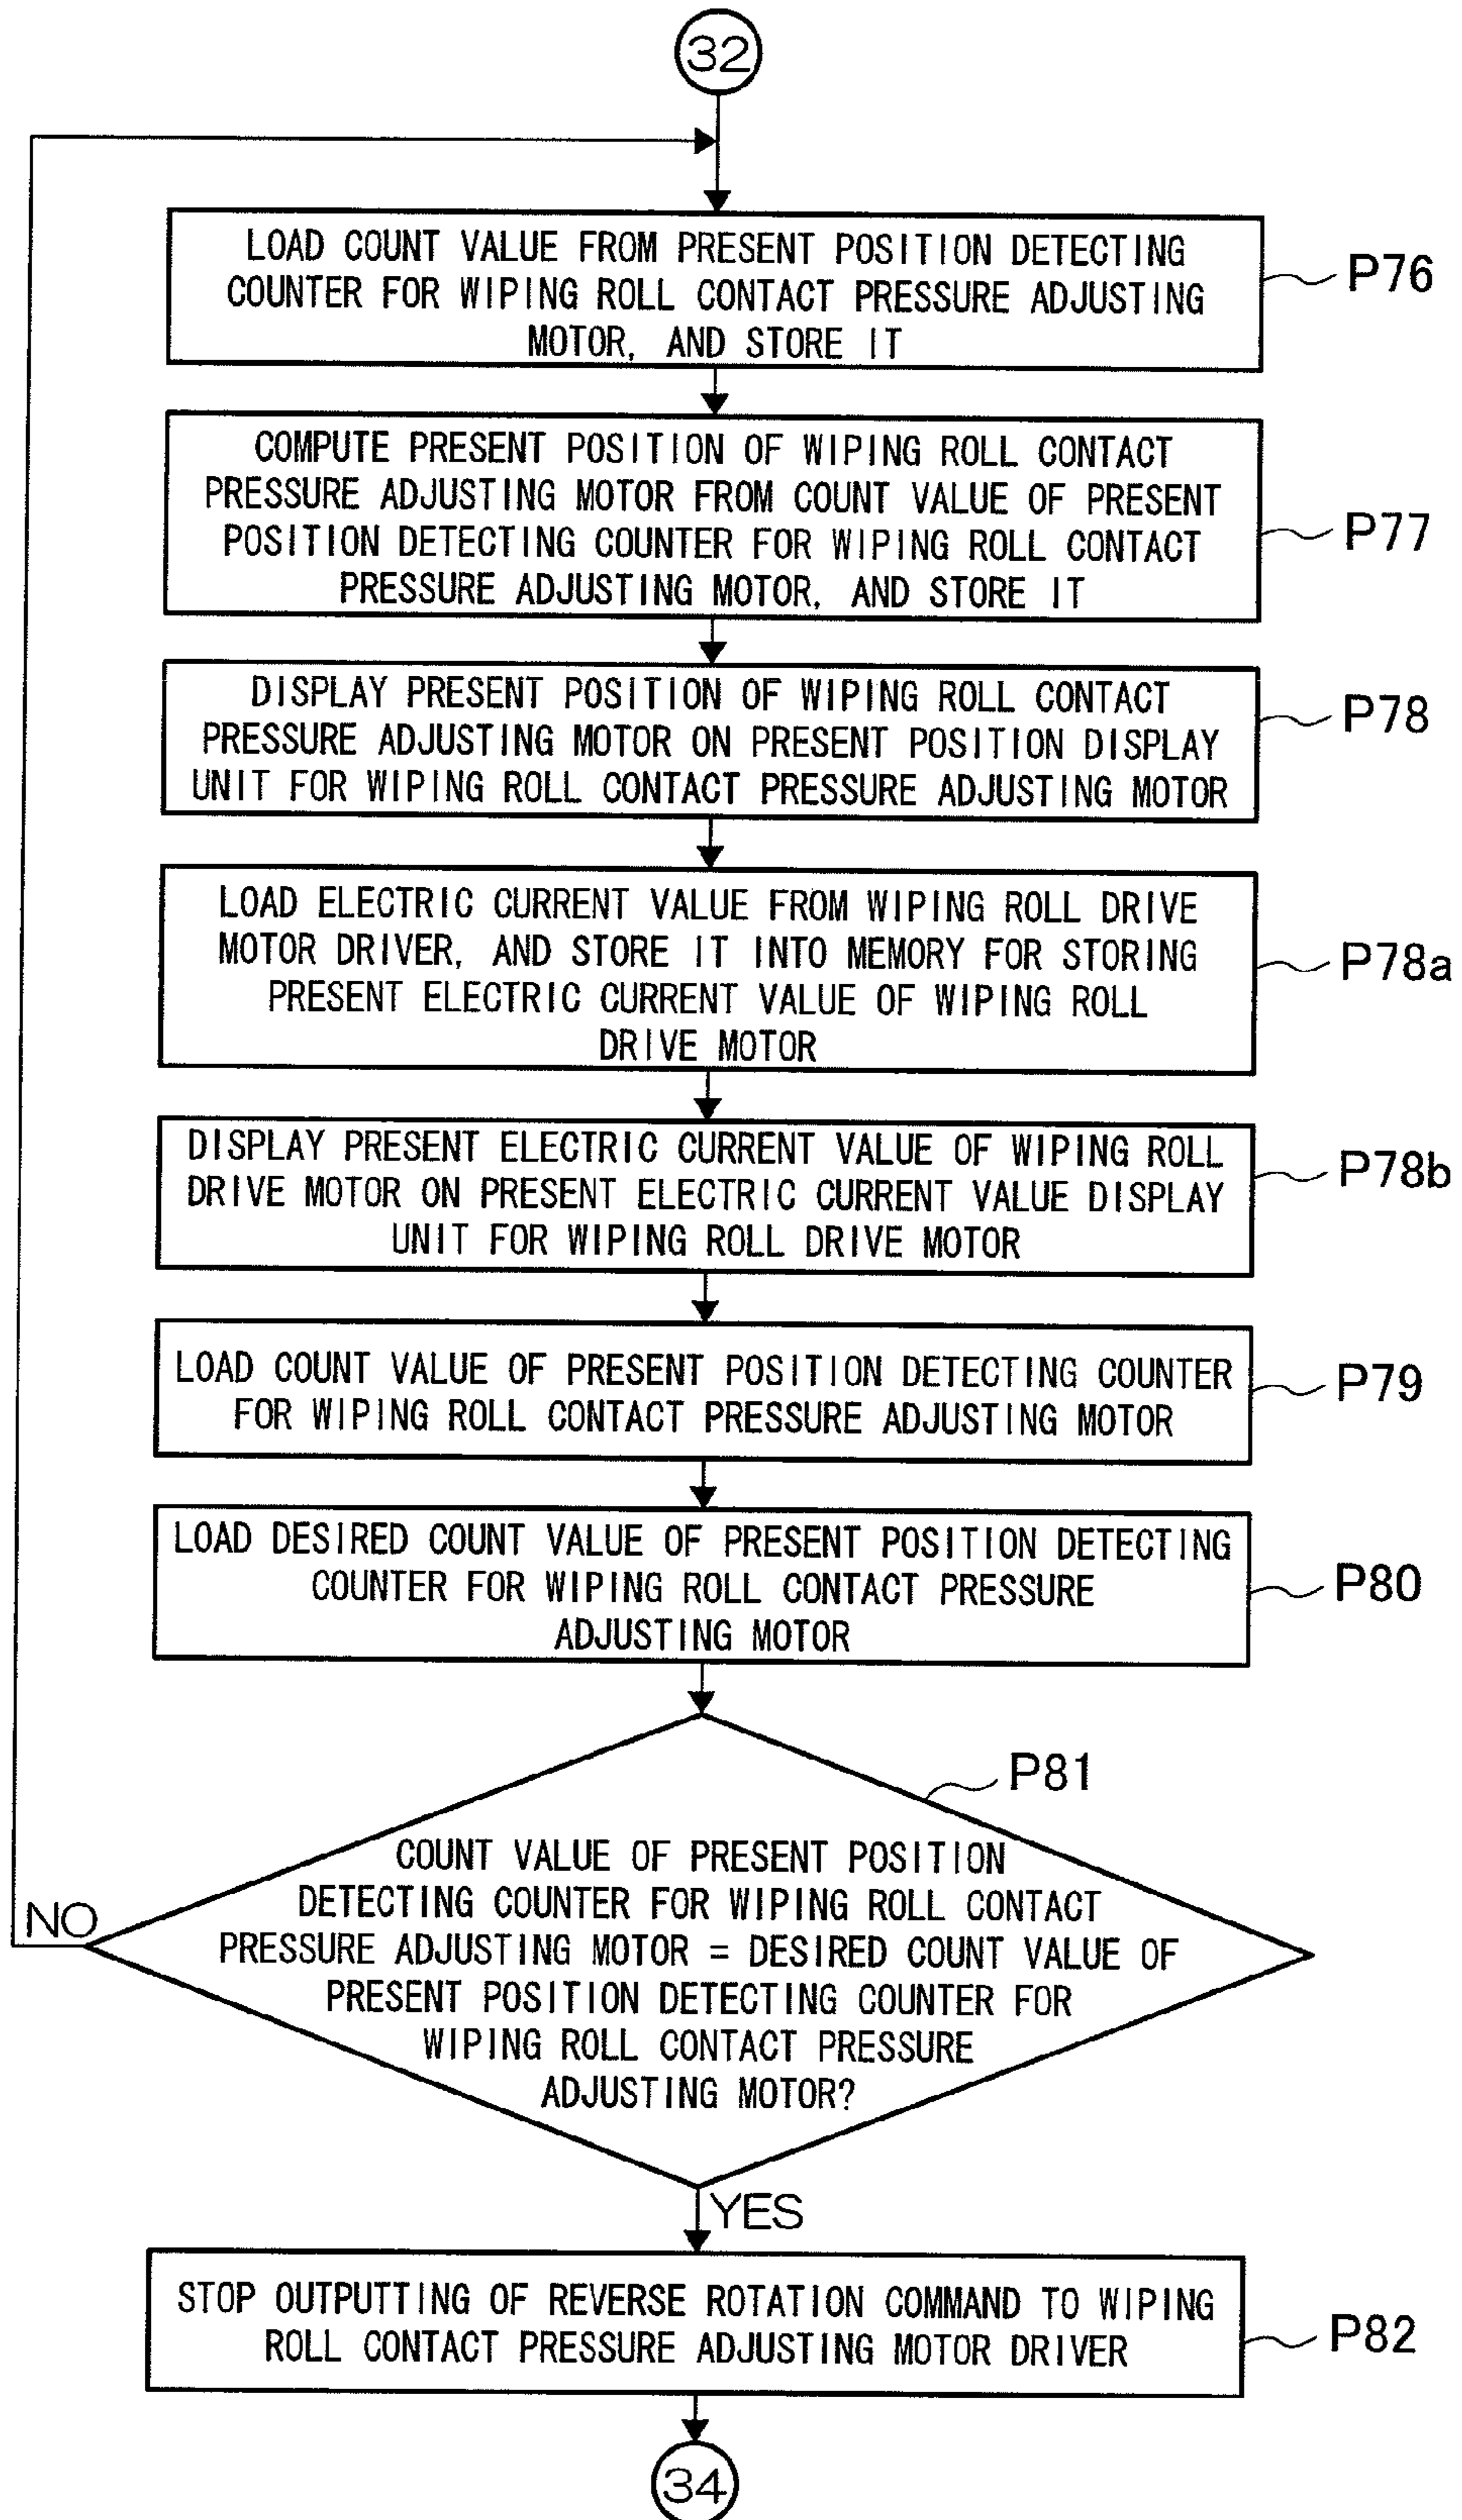 32
LOAD COUNT VALUE FROM PRESENT POSITION DETECTING
COUNTER FOR WIPING ROLL CONTACT PRESSURE ADJUSTING
MOTOR, AND STORE IT
P76
COMPUTE PRESENT POSITION OF WIPING ROLL CONTACT
PRESSURE ADJUSTING MOTOR FROM COUNT VALUE OF PRESENT
POSITION DETECTING COUNTER FOR WIPING ROLL CONTACT
PRESSURE ADJUSTING MOTOR, AND STORE IT
P77
DISPLAY PRESENT POSITION OF WIPING ROLL CONTACT
PRESSURE ADJUSTING MOTOR ON PRESENT POSITION DISPLAY
UNIT FOR WIPING ROLL CONTACT PRESSURE ADJUSTING MOTOR
P78
LOAD ELECTRIC CURRENT VALUE FROM WIPING ROLL DRIVE
MOTOR DRIVER, AND STORE IT INTO MEMORY FOR STORING
PRESENT ELECTRIC CURRENT VALUE OF WIPING ROLL
DRIVE MOTOR
P78a
DISPLAY PRESENT ELECTRIC CURRENT VALUE OF WIPING ROLL
DRIVE MOTOR ON PRESENT ELECTRIC CURRENT VALUE DISPLAY
UNIT FOR WIPING ROLL DRIVE MOTOR
P78b
LOAD COUNT VALUE OF PRESENT POSITION DETECTING COUNTER
FOR WIPING ROLL CONTACT PRESSURE ADJUSTING MOTOR
P79
LOAD DESIRED COUNT VALUE OF PRESENT POSITION DETECTING
COUNTER FOR WIPING ROLL CONTACT PRESSURE
ADJUSTING MOTOR
P80
P81
COUNT VALUE OF PRESENT POSITION
DETECTING COUNTER FOR WIPING ROLL CONTACT
PRESSURE ADJUSTING MOTOR = DESIRED COUNT VALUE OF
PRESENT POSITION DETECTING COUNTER FOR
WIPING ROLL CONTACT PRESSURE
ADJUSTING MOTOR?
NO
YES
STOP OUTPUTTING OF REVERSE ROTATION COMMAND TO WIPING
ROLL CONTACT PRESSURE ADJUSTING MOTOR DRIVER
P82
34